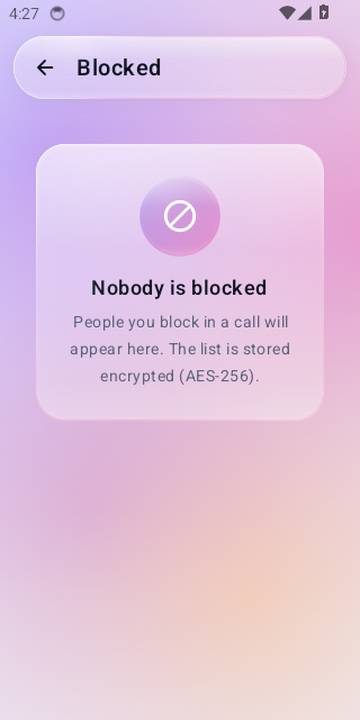 4:27
Blocked
Nobody is blocked
People you block in a call will
appear here. The list is stored
encrypted (AES-256).